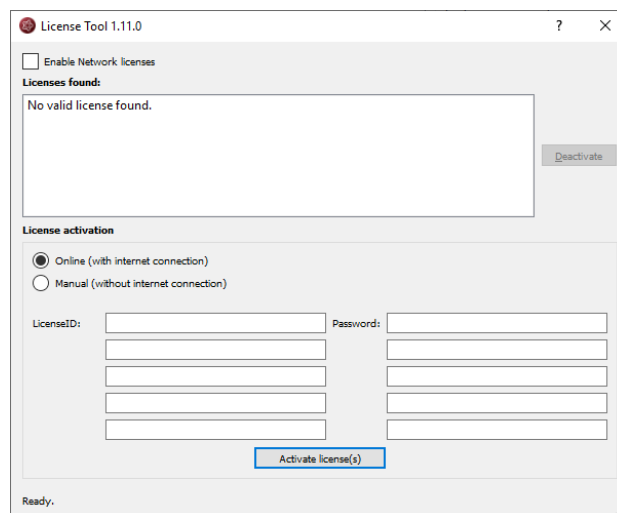 License Tool 1.11.0
Enable Network licenses
Licenses found:
No valid license found.
Deactivate
License activation
Online (with internet connection)
Manual (without internet connection)
LicenseID: Password:
Activate license(s)
Ready.